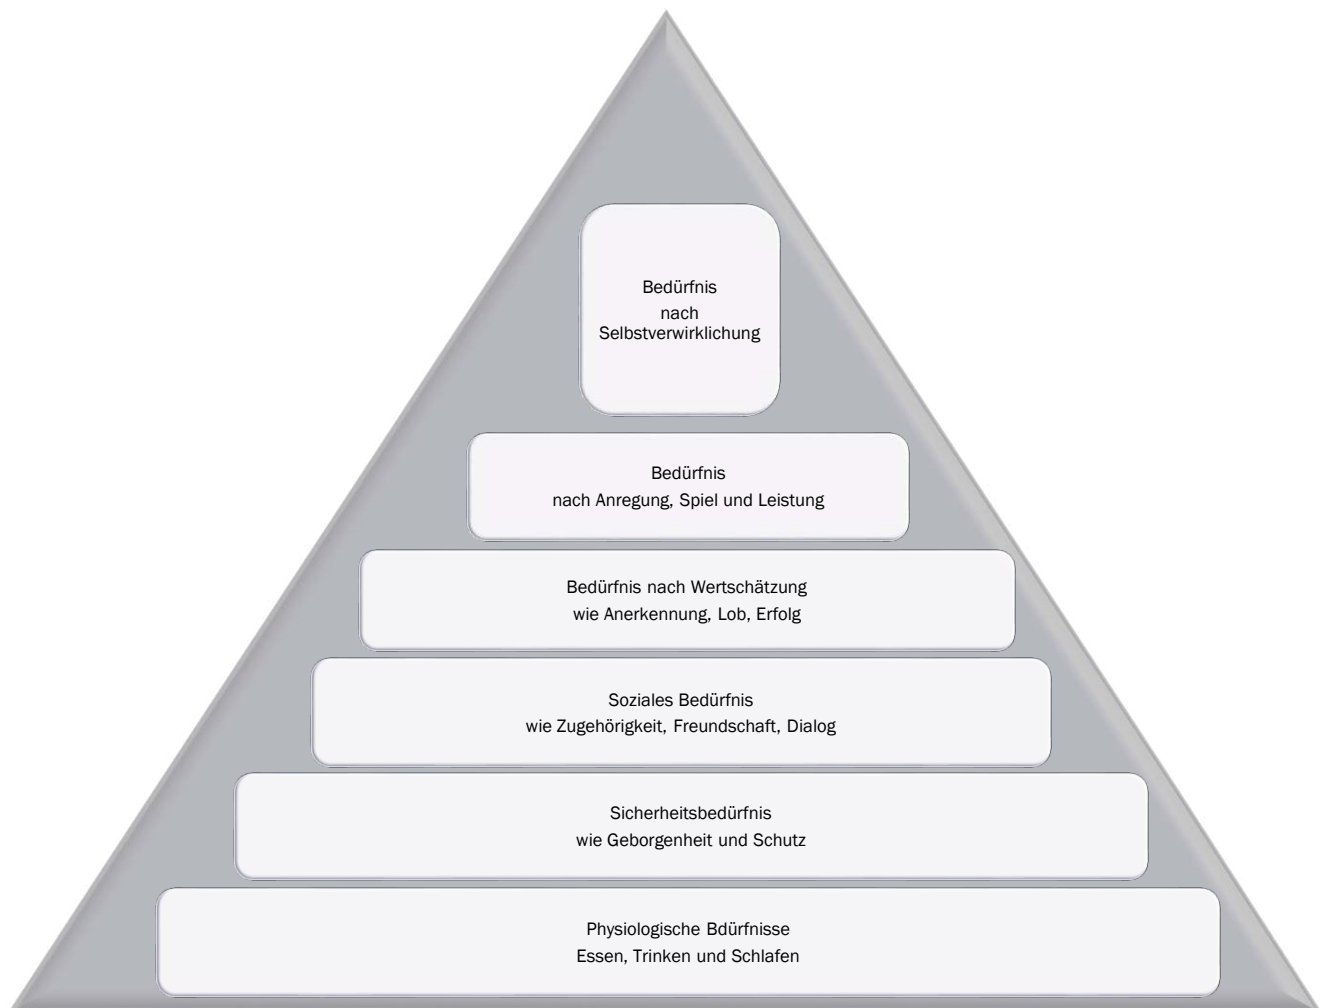 Bedürfnis
nach
Selbstverwirklichung
Bedürfnis
nach Anregung, Spiel und Leistung
Bedürfnis nach Wertschätzung
wie Anerkennung, Lob, Erfolg
Soziales Bedürfnis
wie Zugehörigkeit, Freundschaft, Dialog
Sicherheitsbedürfnis
wie Geborgenheit und Schutz
Physiologische Bdürfnisse
Essen, Trinken und Schlafen